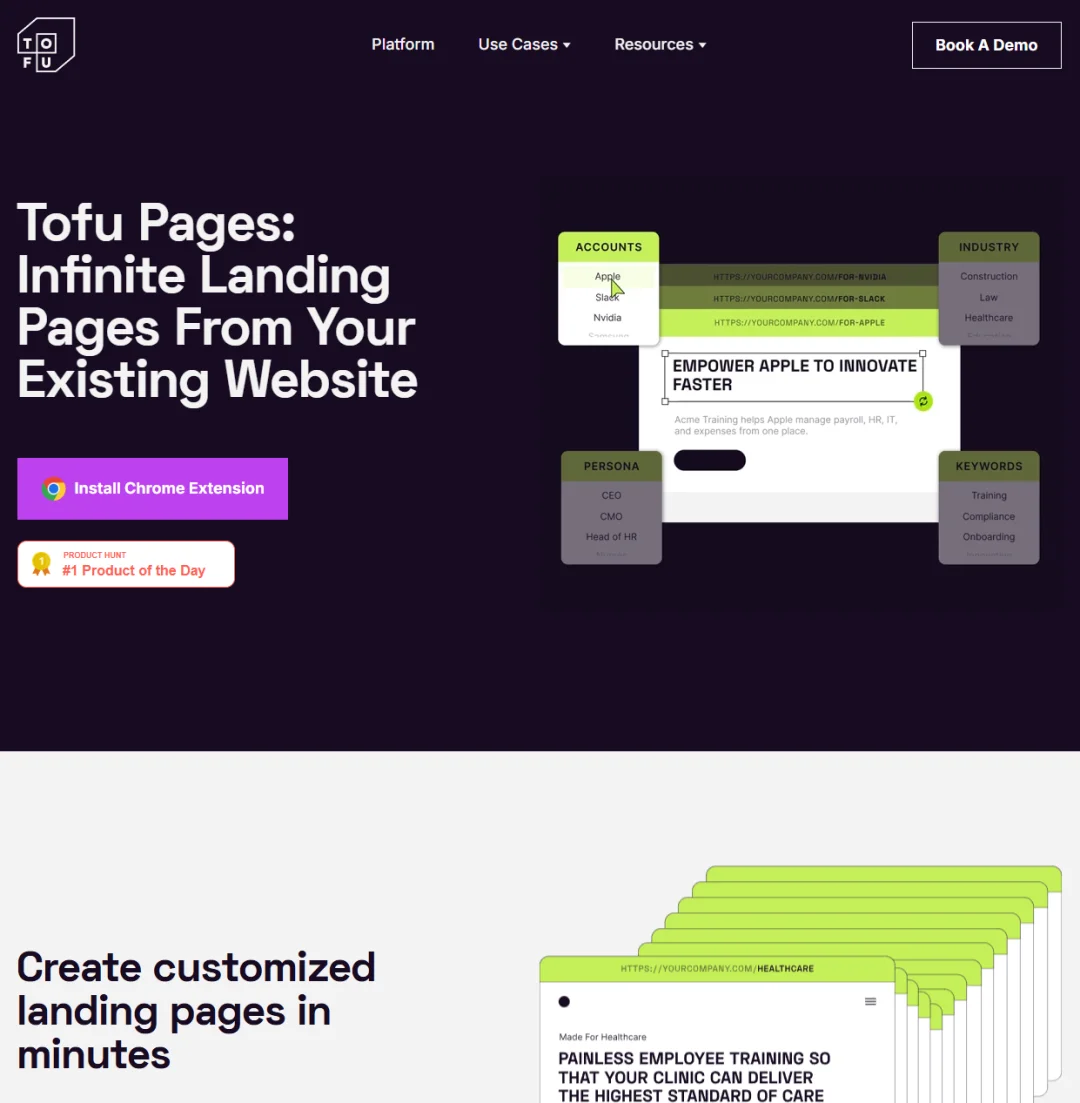 TO
FU
Platform
Use Cases
Resources
Book A Demo
Tofu Pages:
Infinite Landing
Pages From Your
Existing Website
Install Chrome Extension
1
PRODUCT HUNT
#1 Product of the Day
ACCOUNTS
Apple
Slack
Nvidia
Samsung
HTTPS://YOURCOMPANY.COM/FOR-NVIDIA
HTTPS://YOURCOMPANY.COM/FOR-SLACK
HTTPS://YOURCOMPANY.COM/FOR-APPLE
INDUSTRY
Construction
Law
Healthcare
Education
EMPOWER APPLE TO INNOVATE
FASTER
Acme Training helps Apple manage payroll, HR, IT,
and expenses from one place.
PERSONA
CEO
CMO
Head of HR
KEYWORDS
Training
Compliance
Onboarding
Create customized
landing pages in
minutes
HTTPS://YOURCOMPANY.COM/HEALTHCARE
Made For Healthcare
PAINLESS EMPLOYEE TRAINING SO
THAT YOUR CLINIC CAN DELIVER
THE HIGHEST STANDARD OF CARE